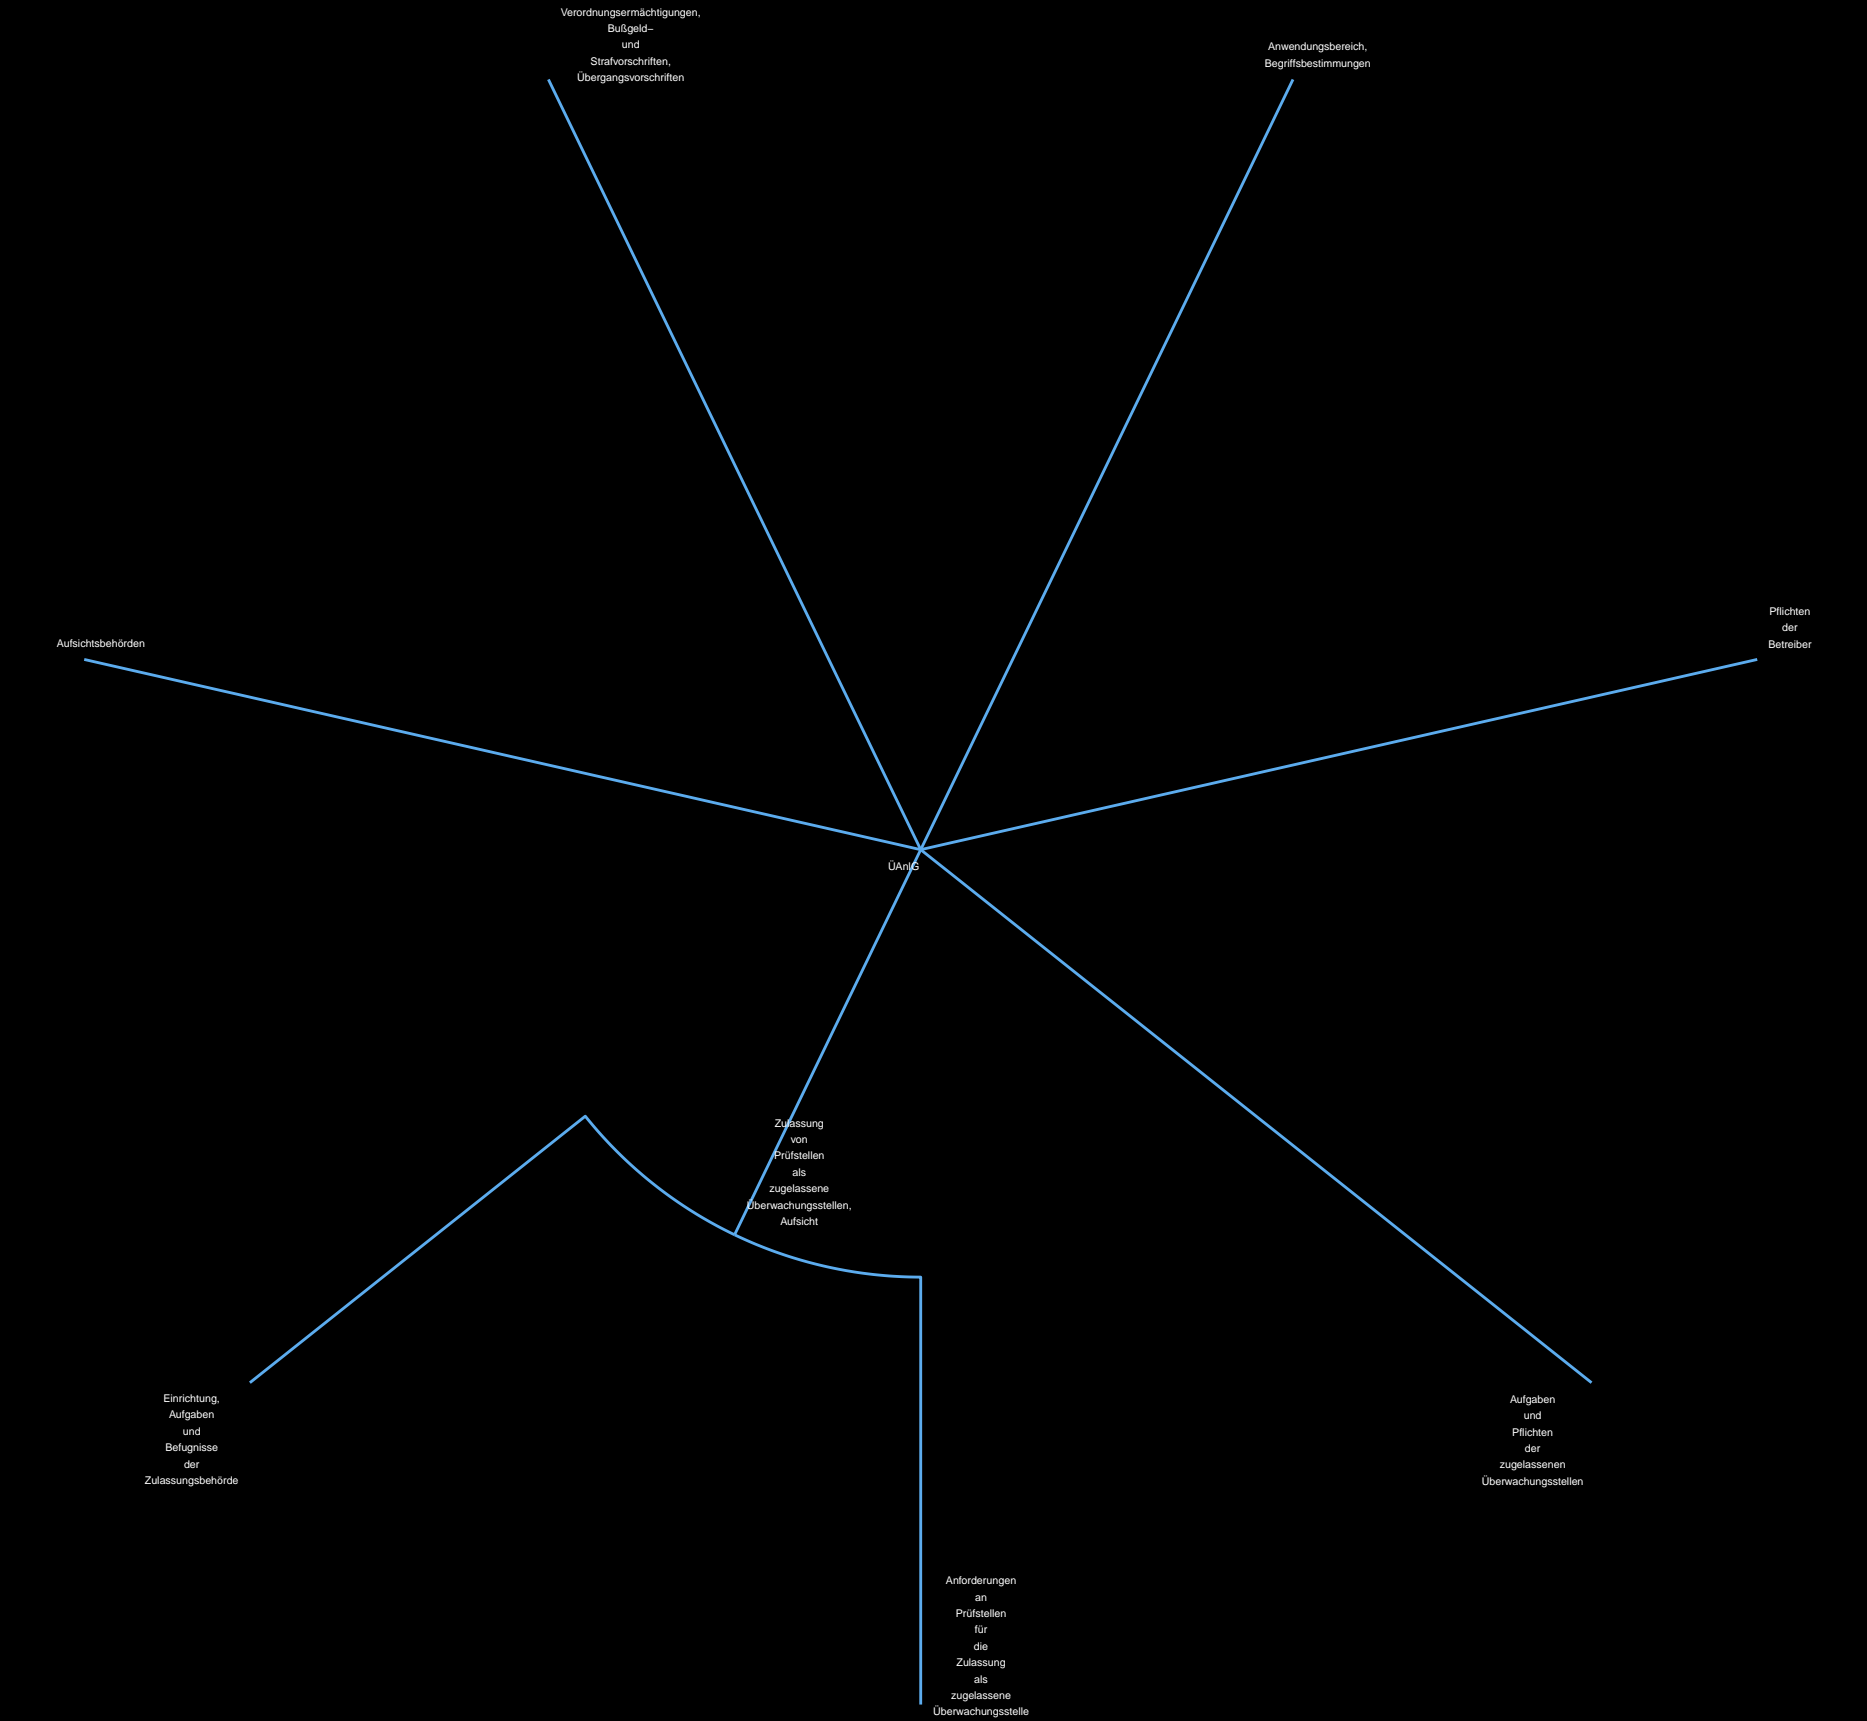 Verordnungsermächtigungen,
Bußgeld–
und
Strafvorschriften,
Übergangsvorschriften
Anwendungsbereich,
Begriffsbestimmungen
Pflichten
der
Betreiber
Aufsichtsbehörden
ÜAnlG
Zulassung
von
Prüfstellen
als
zugelassene
Überwachungsstellen,
Aufsicht
Einrichtung,
Aufgaben
und
Befugnisse
der
Zulassungsbehörde
Aufgaben
und
Pflichten
der
zugelassenen
Überwachungsstellen
Anforderungen
an
Prüfstellen
für
die
Zulassung
als
zugelassene
Überwachungsstelle